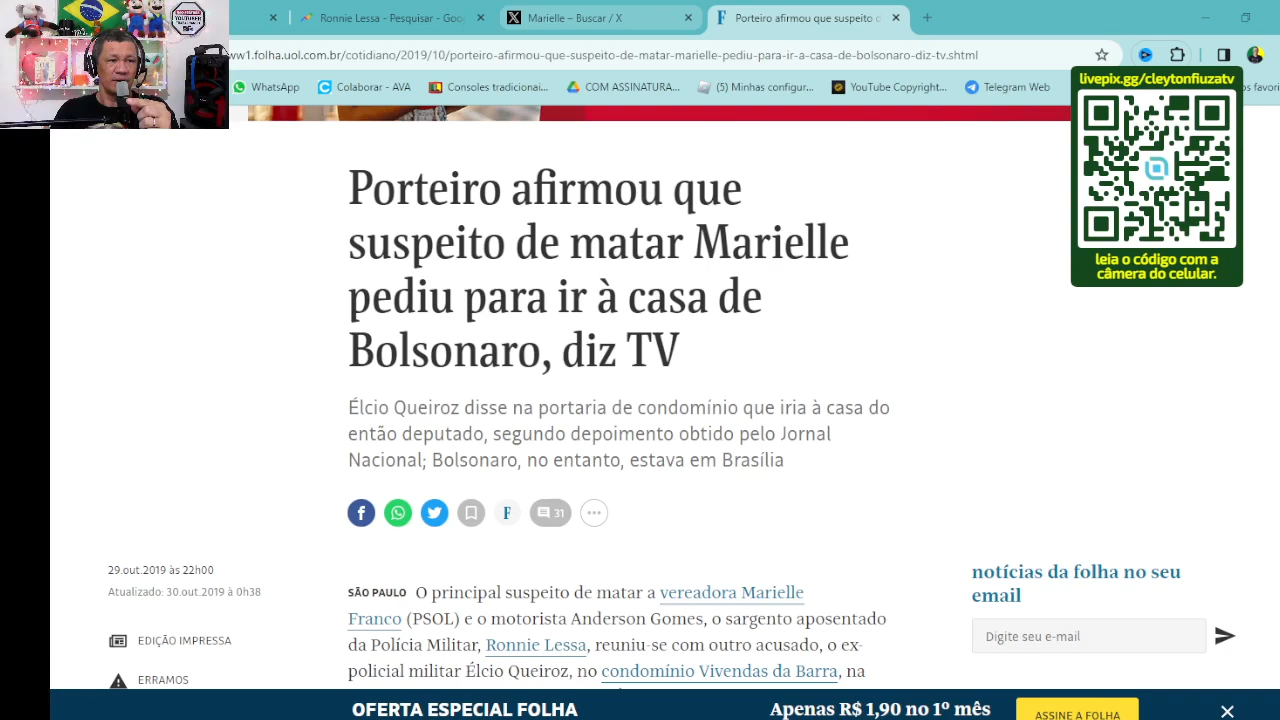 Ronnie Lessa - Pesquisar - Goo
Marielle – Buscar / X
Porteiro afirmou que suspeito d
w1.folha.uol.com.br/cotidiano/2019/10/porteiro-afirmou-que-suspeito-de-matar-marielle-pediu-para-ir-a-casa-de-bolsonaro-diz-tv.shtml
WhatsApp
Colaborar - AVA
Consoles tradicionai...
COM ASSINATURA...
(5) Minhas configur...
YouTube Copyright...
Telegram Web
os favori
livepix.gg/cleytonfiuzatv
leia o código com a
câmera do celular.
Porteiro afirmou que
suspeito de matar Marielle
pediu para ir à casa de
Bolsonaro, diz TV
Élcio Queiroz disse na portaria de condomínio que iria à casa do
então deputado, segundo depoimento obtido pelo Jornal
Nacional; Bolsonaro, no entanto, estava em Brasília
31
29.out.2019 às 22h00
Atualizado: 30.out.2019 à 0h38
EDIÇÃO IMPRESSA
ERRAMOS
SÃO PAULO O principal suspeito de matar a vereadora Marielle
Franco (PSOL) e o motorista Anderson Gomes, o sargento aposentado
da Polícia Militar, Ronnie Lessa, reuniu-se com outro acusado, o ex-
policial militar Élcio Queiroz, no condomínio Vivendas da Barra, na
notícias da folha no seu
email
Digite seu e-mail
OFERTA ESPECIAL FOLHA
Apenas R$ 1,90 no 1º mês
ASSINE A FOLHA